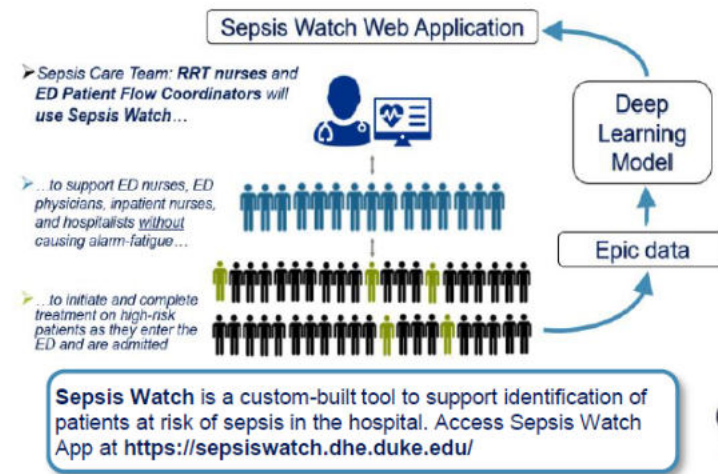 Sepsis Watch Web Application
➤Sepsis Care Team: RRT nurses and
ED Patient Flow Coordinators will
use Sepsis Watch…
➤…to support ED nurses, ED
physicians, inpatient nurses,
and hospitalists without
causing alarm-fatigue…
➤…to initiate and complete
treatment on high-risk
patients as they enter the
ED and are admitted
Deep
Learning
Model
Epic data
Sepsis Watch is a custom-built tool to support identification of
patients at risk of sepsis in the hospital. Access Sepsis Watch
App at https://sepsiswatch.dhe.duke.edu/